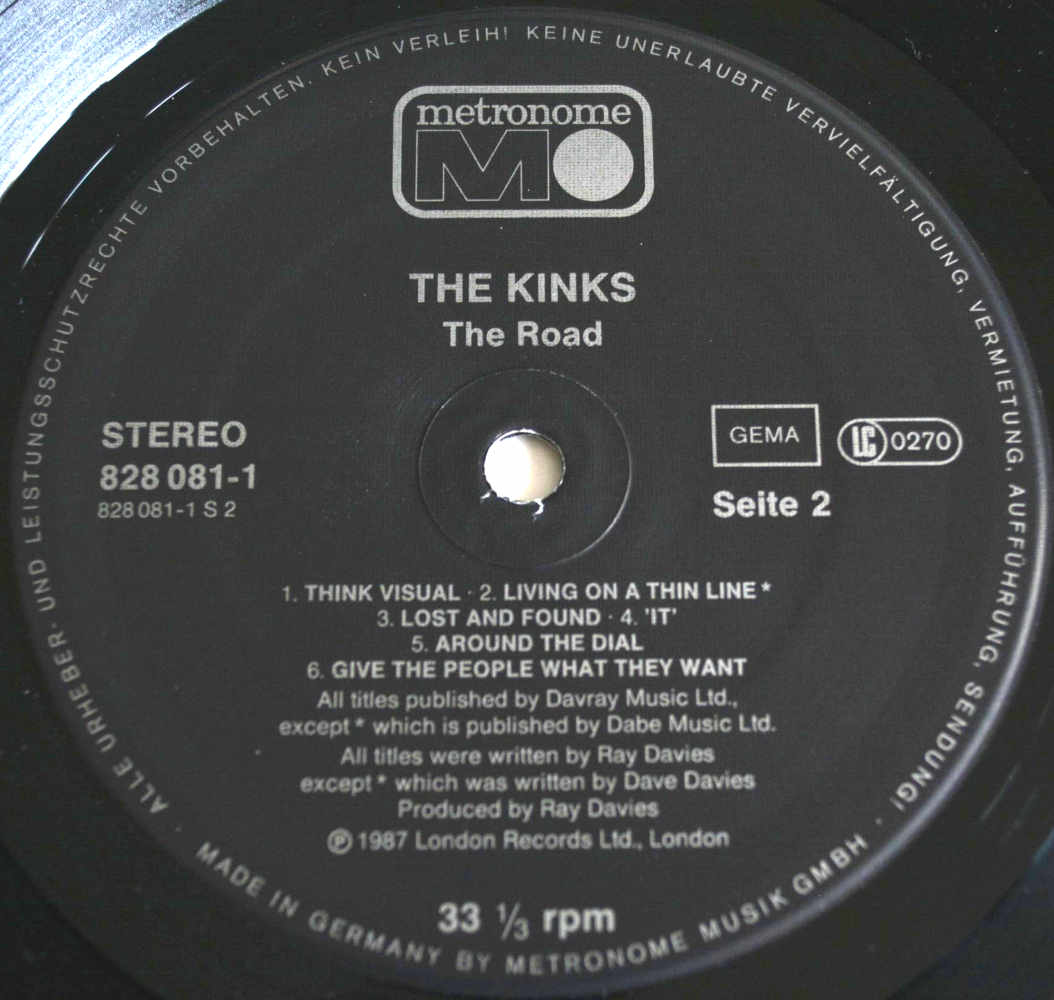 ALLE URHEBER- UND LEISTUNGSSCHUTZRECHTE VORBEHALTEN. KEIN VERLEIH! KEINE UNERLAUBTE VERVIELFÄLTIGUNG, VERMIETUNG, AUFFÜHRUNG, SENDUNG!
metronome
MO
THE KINKS
The Road
STEREO
828 081-1
828 081-1 S 2
GEMA
LC 0270
Seite 2
1. THINK VISUAL · 2. LIVING ON A THIN LINE *
3. LOST AND FOUND · 4. 'IT'
5. AROUND THE DIAL
6. GIVE THE PEOPLE WHAT THEY WANT
All titles published by Davray Music Ltd.,
except * which is published by Dabe Music Ltd.
All titles were written by Ray Davies
except * which was written by Dave Davies
Produced by Ray Davies
℗ 1987 London Records Ltd., London
33 ⅓ rpm
· MADE IN GERMANY BY METRONOME MUSIK GMBH ·